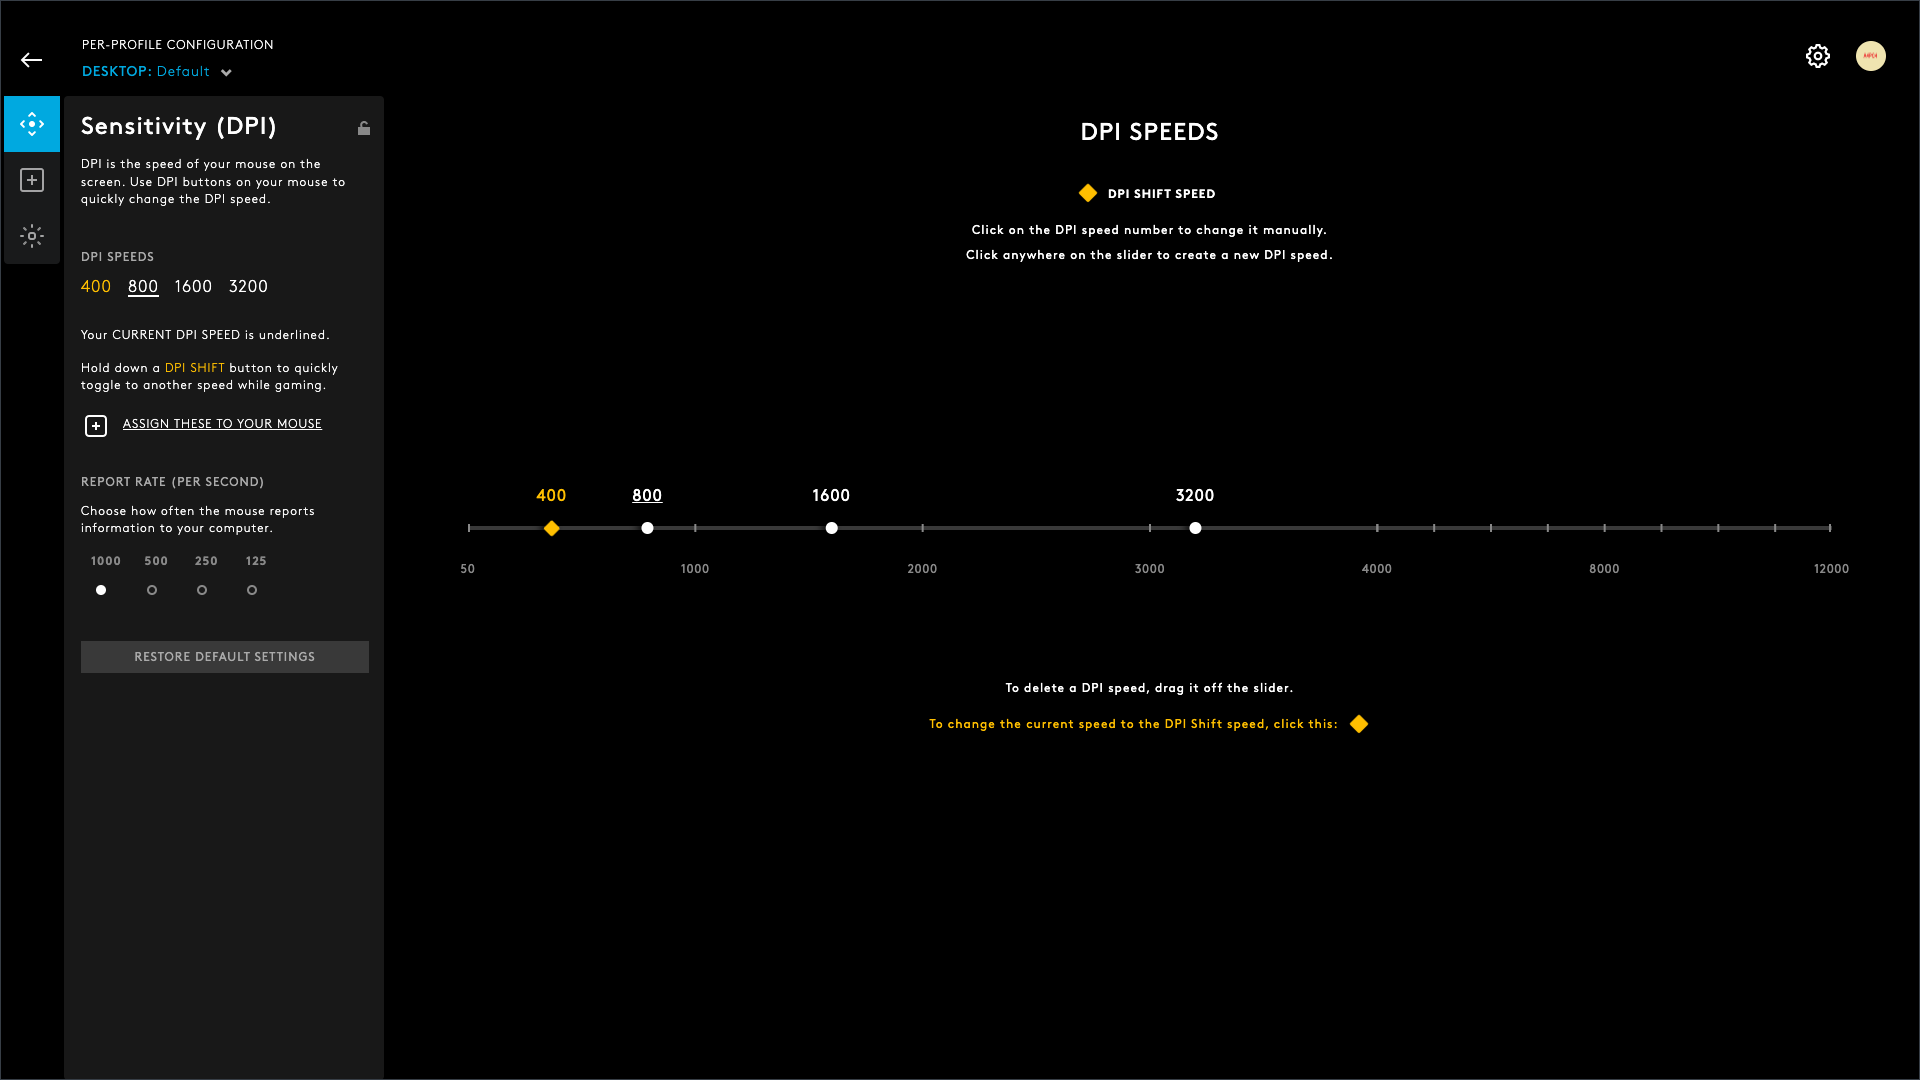 PER-PROFILE CONFIGURATION
DESKTOP: Default
Sensitivity (DPI)
DPI is the speed of your mouse on the
screen. Use DPI buttons on your mouse to
quickly change the DPI speed.
DPI SPEEDS
400 800 1600 3200
Your CURRENT DPI SPEED is underlined.
Hold down a DPI SHIFT button to quickly
toggle to another speed while gaming.
ASSIGN THESE TO YOUR MOUSE
REPORT RATE (PER SECOND)
Choose how often the mouse reports
information to your computer.
1000 500 250 125
RESTORE DEFAULT SETTINGS
DPI SPEEDS
DPI SHIFT SPEED
Click on the DPI speed number to change it manually.
Click anywhere on the slider to create a new DPI speed.
400 800 1600 3200
50 1000 2000 3000 4000 8000 12000
To delete a DPI speed, drag it off the slider.
To change the current speed to the DPI Shift speed, click this: